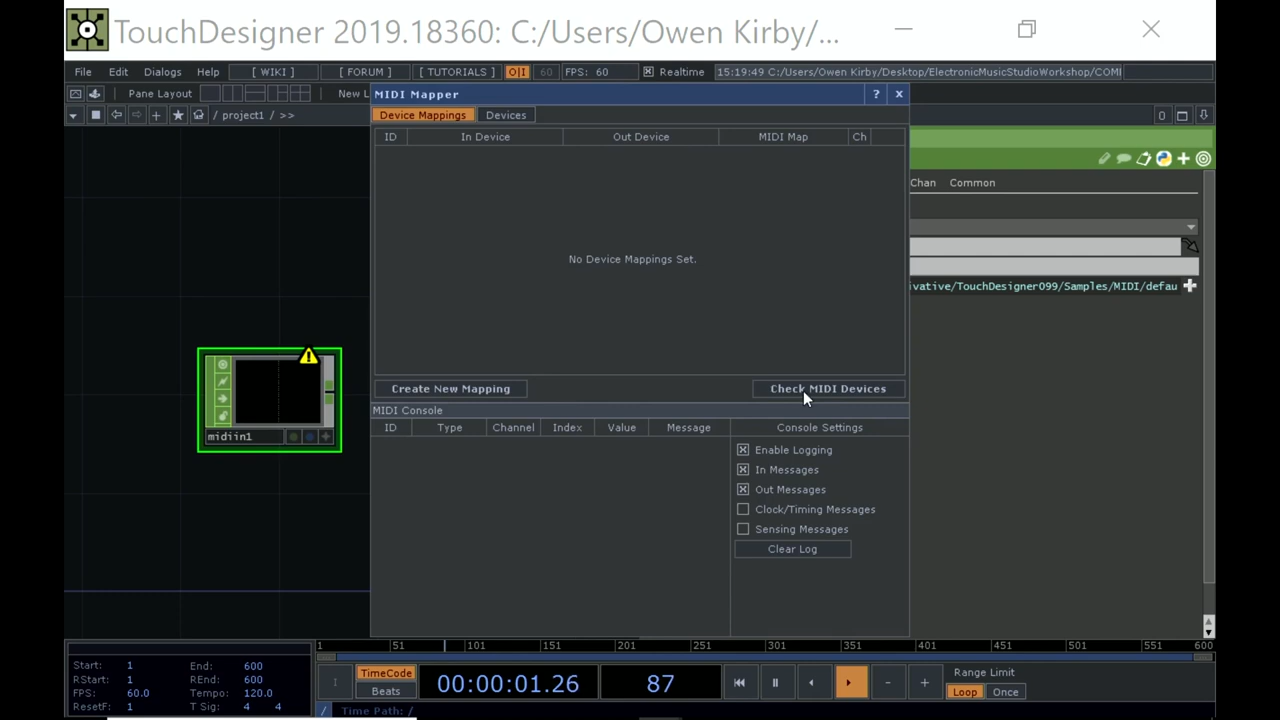 TouchDesigner 2019.18360: C:/Users/Owen Kirby/...
File Edit Dialogs Help [ WIKI ] [ FORUM ] [ TUTORIALS ] O|I 60 FPS: 60 Realtime 15:19:49 C:/Users/Owen Kirby/Desktop/ElectronicMusicStudioWorkshop/COM
Pane Layout New L
MIDI Mapper ? x
/ project1 / >> 0
Device Mappings Devices
ID In Device Out Device MIDI Map Ch
Chan Common
No Device Mappings Set.
ivative/TouchDesigner099/Samples/MIDI/defau
midiin1
Create New Mapping Check MIDI Devices
MIDI Console
ID Type Channel Index Value Message Console Settings
Enable Logging
In Messages
Out Messages
Clock/Timing Messages
Sensing Messages
Clear Log
1 51 101 151 201 251 301 351 401 451 501 551 600
Start: 1 End: 600
RStart: 1 REnd: 600
FPS: 60.0 Tempo: 120.0
ResetF: 1 T Sig: 4 4
TimeCode
Beats
00:00:01.26 87
Range Limit
Loop Once
/ Time Path: /